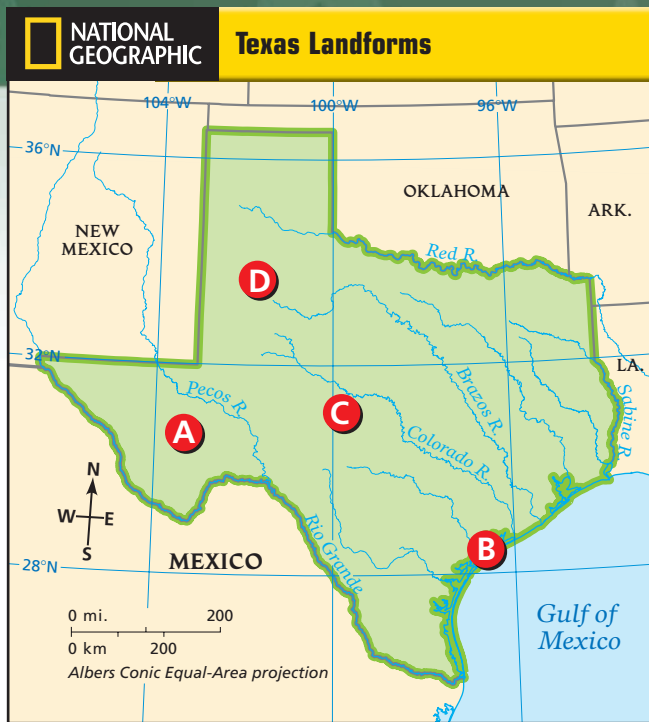 NATIONAL
GEOGRAPHIC
Texas Landforms
104°W
100°W
96°W
36°N
OKLAHOMA
ARK.
NEW
MEXICO
Red R.
D
32°N
LA.
Pecos R.
Brazos R.
Sabine R.
C
A
Colorado R.
N
W
E
S
Rio Grande
B
MEXICO
28°N
0 mi.
200
0 km
200
Gulf of
Mexico
Albers Conic Equal-Area projection